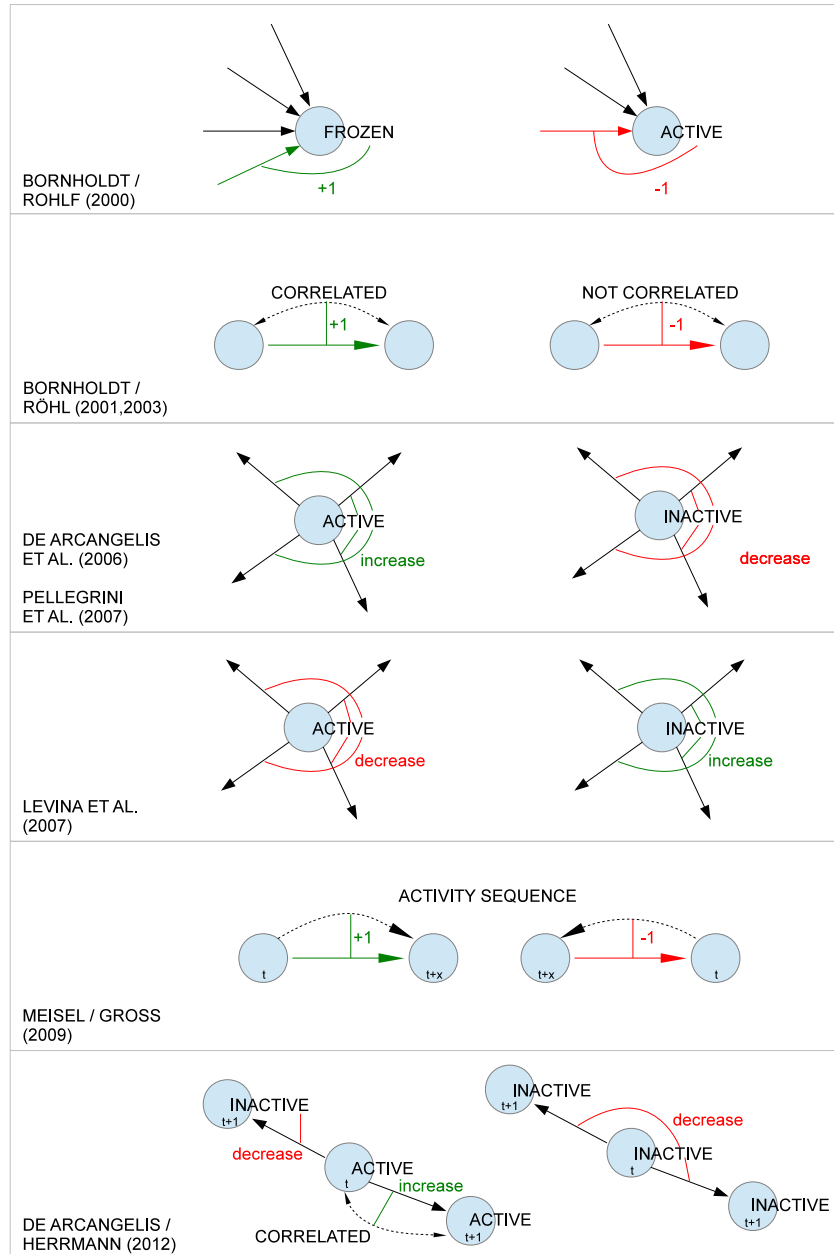 FROZEN
ACTIVE
+1
-1
BORNHOLDT /
ROHLF (2000)
CORRELATED
NOT CORRELATED
+1
-1
BORNHOLDT /
RÖHL (2001,2003)
ACTIVE
INACTIVE
DE ARCANGELIS
ET AL. (2006)
increase
decrease
PELLEGRINI
ET AL. (2007)
ACTIVE
INACTIVE
decrease
increase
LEVINA ET AL.
(2007)
ACTIVITY SEQUENCE
+1
-1
t
t+x
t+x
t
MEISEL / GROSS
(2009)
INACTIVE
t+1
decrease
ACTIVE
t
increase
CORRELATED
ACTIVE
t+1
INACTIVE
t+1
decrease
INACTIVE
t
INACTIVE
t+1
DE ARCANGELIS /
HERRMANN (2012)